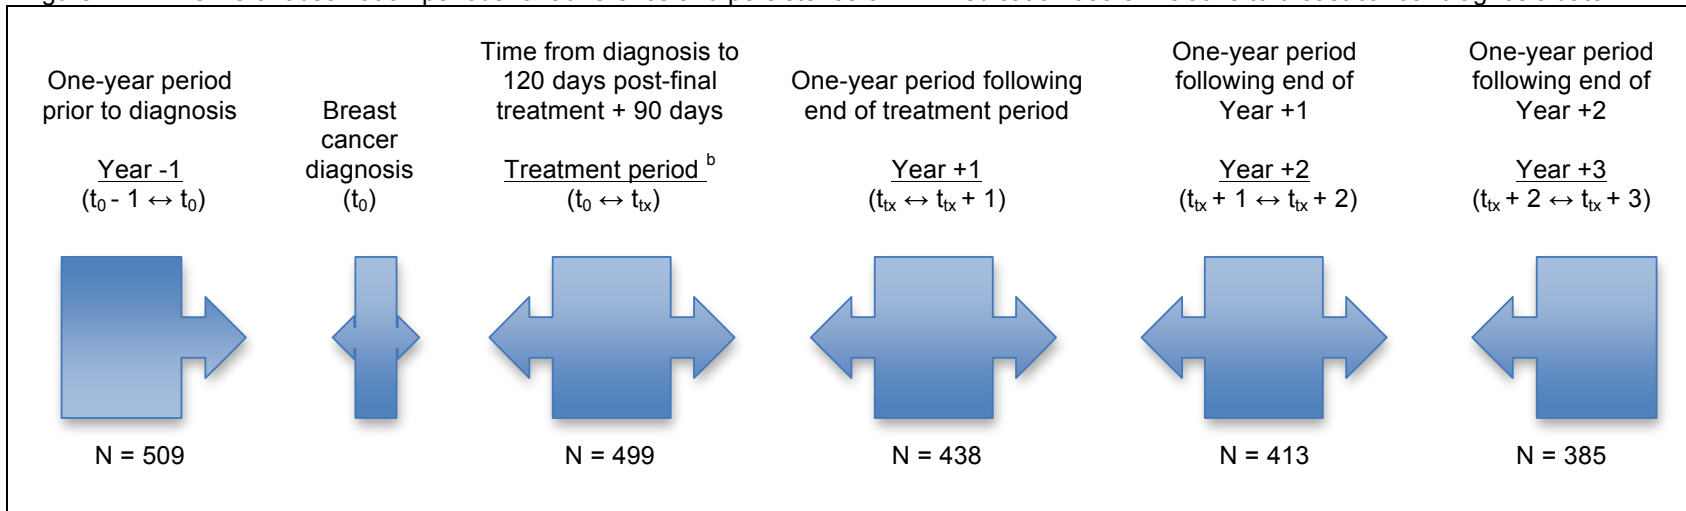 One-year period
prior to diagnosis
Year -1
(t0 - 1 ↔ t0)
Breast
cancer
diagnosis
(t0)
Time from diagnosis to
120 days post-final
treatment + 90 days
Treatment period b
(t0 ↔ ttx)
One-year period following
end of treatment period
Year +1
(ttx ↔ ttx + 1)
One-year period
following end of
Year +1
Year +2
(ttx + 1 ↔ ttx + 2)
One-year period
following end of
Year +2
Year +3
(ttx + 2 ↔ ttx + 3)
N = 509
N = 499
N = 438
N = 413
N = 385